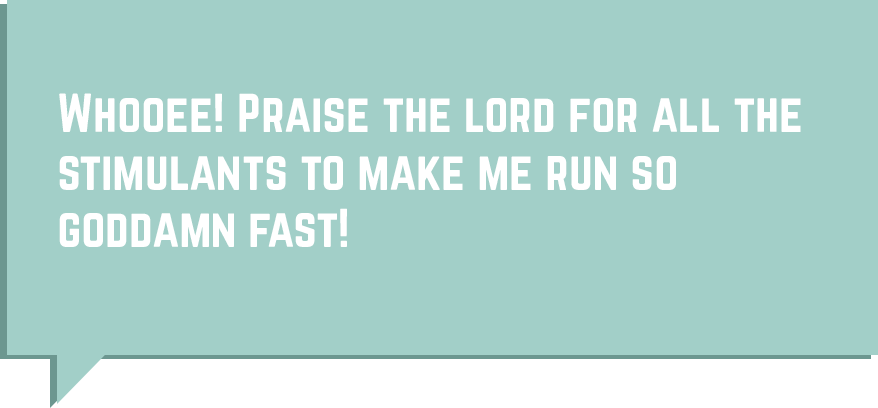 Whooee! Praise the lord for all the
stimulants to make me run so
goddamn fast!